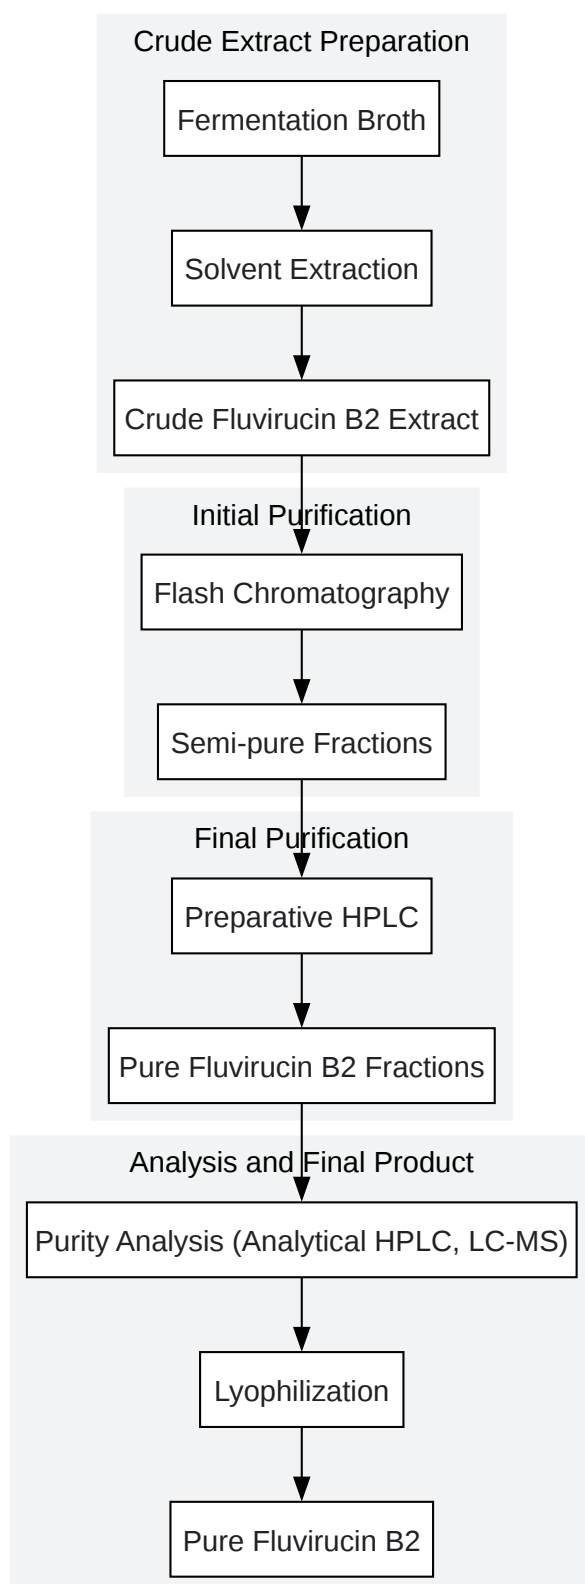 Crude Extract Preparation
Fermentation Broth
Solvent Extraction
Crude Fluvirucin B2 Extract
Initial Purification
Flash Chromatography
Semi-pure Fractions
Final Purification
Preparative HPLC
Pure Fluvirucin B2 Fractions
Analysis and Final Product
Purity Analysis (Analytical HPLC, LC-MS)
Lyophilization
Pure Fluvirucin B2